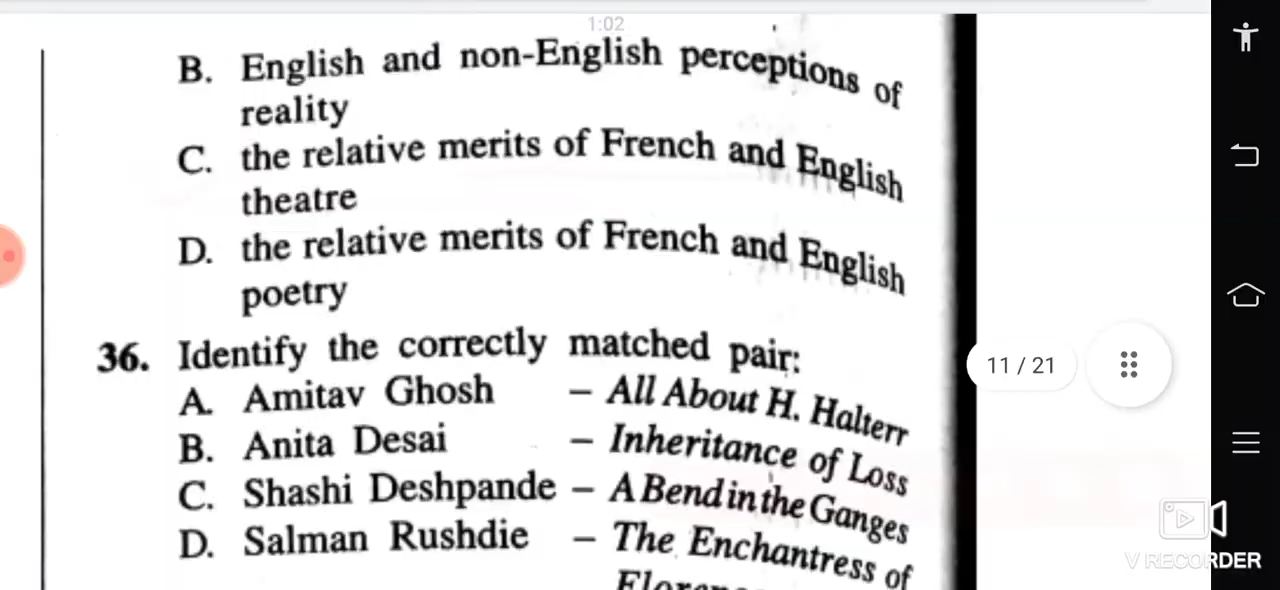 1:02
B. English and non-English perceptions of
reality
C. the relative merits of French and English
theatre
D. the relative merits of French and English
poetry
36. Identify the correctly matched pair:
A. Amitav Ghosh – All About H. Halterr
B. Anita Desai – Inheritance of Loss
C. Shashi Deshpande – A Bend in the Ganges
D. Salman Rushdie – The Enchantress of
11 / 21
V RECORDER